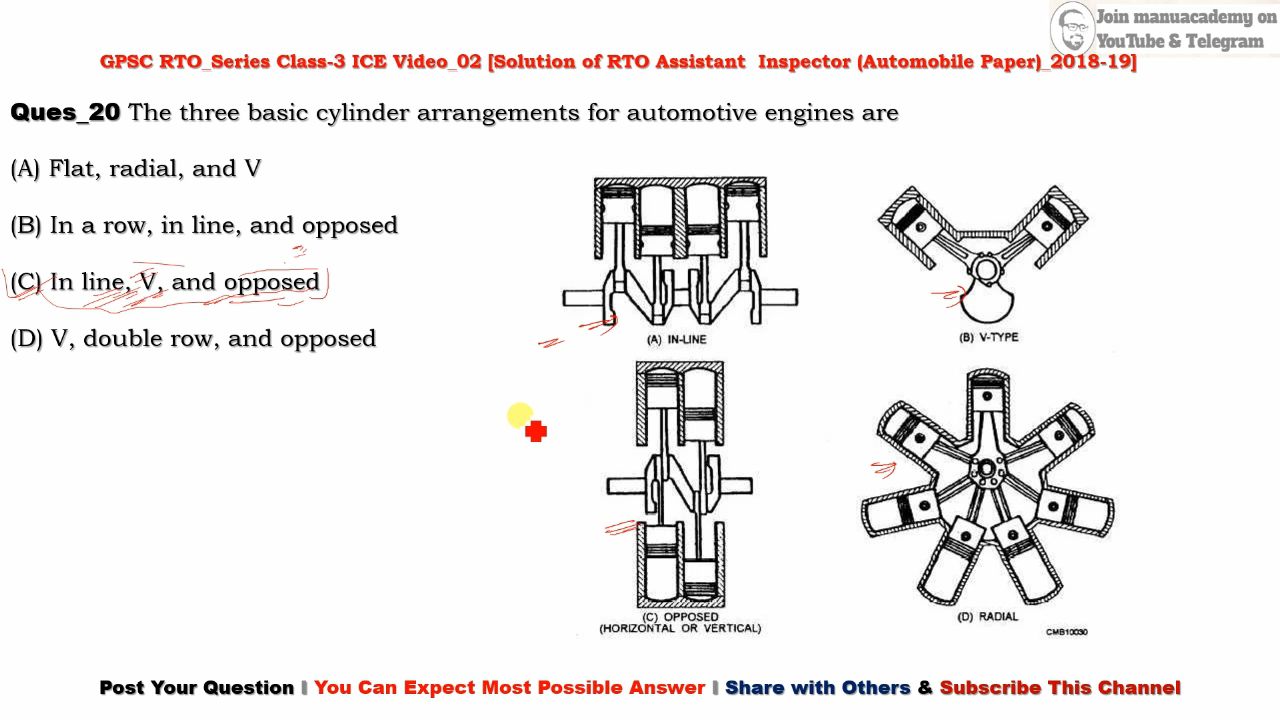 Join manuacademy on
YouTube & Telegram
GPSC RTO_Series Class-3 ICE Video_02 [Solution of RTO Assistant Inspector (Automobile Paper)_2018-19]
Ques_20 The three basic cylinder arrangements for automotive engines are
(A) Flat, radial, and V
(B) In a row, in line, and opposed
(C) In line, V, and opposed
(D) V, double row, and opposed
(A) IN-LINE
(B) V-TYPE
(C) OPPOSED
(HORIZONTAL OR VERTICAL)
(D) RADIAL
CMB10030
Post Your Question | You Can Expect Most Possible Answer | Share with Others & Subscribe This Channel